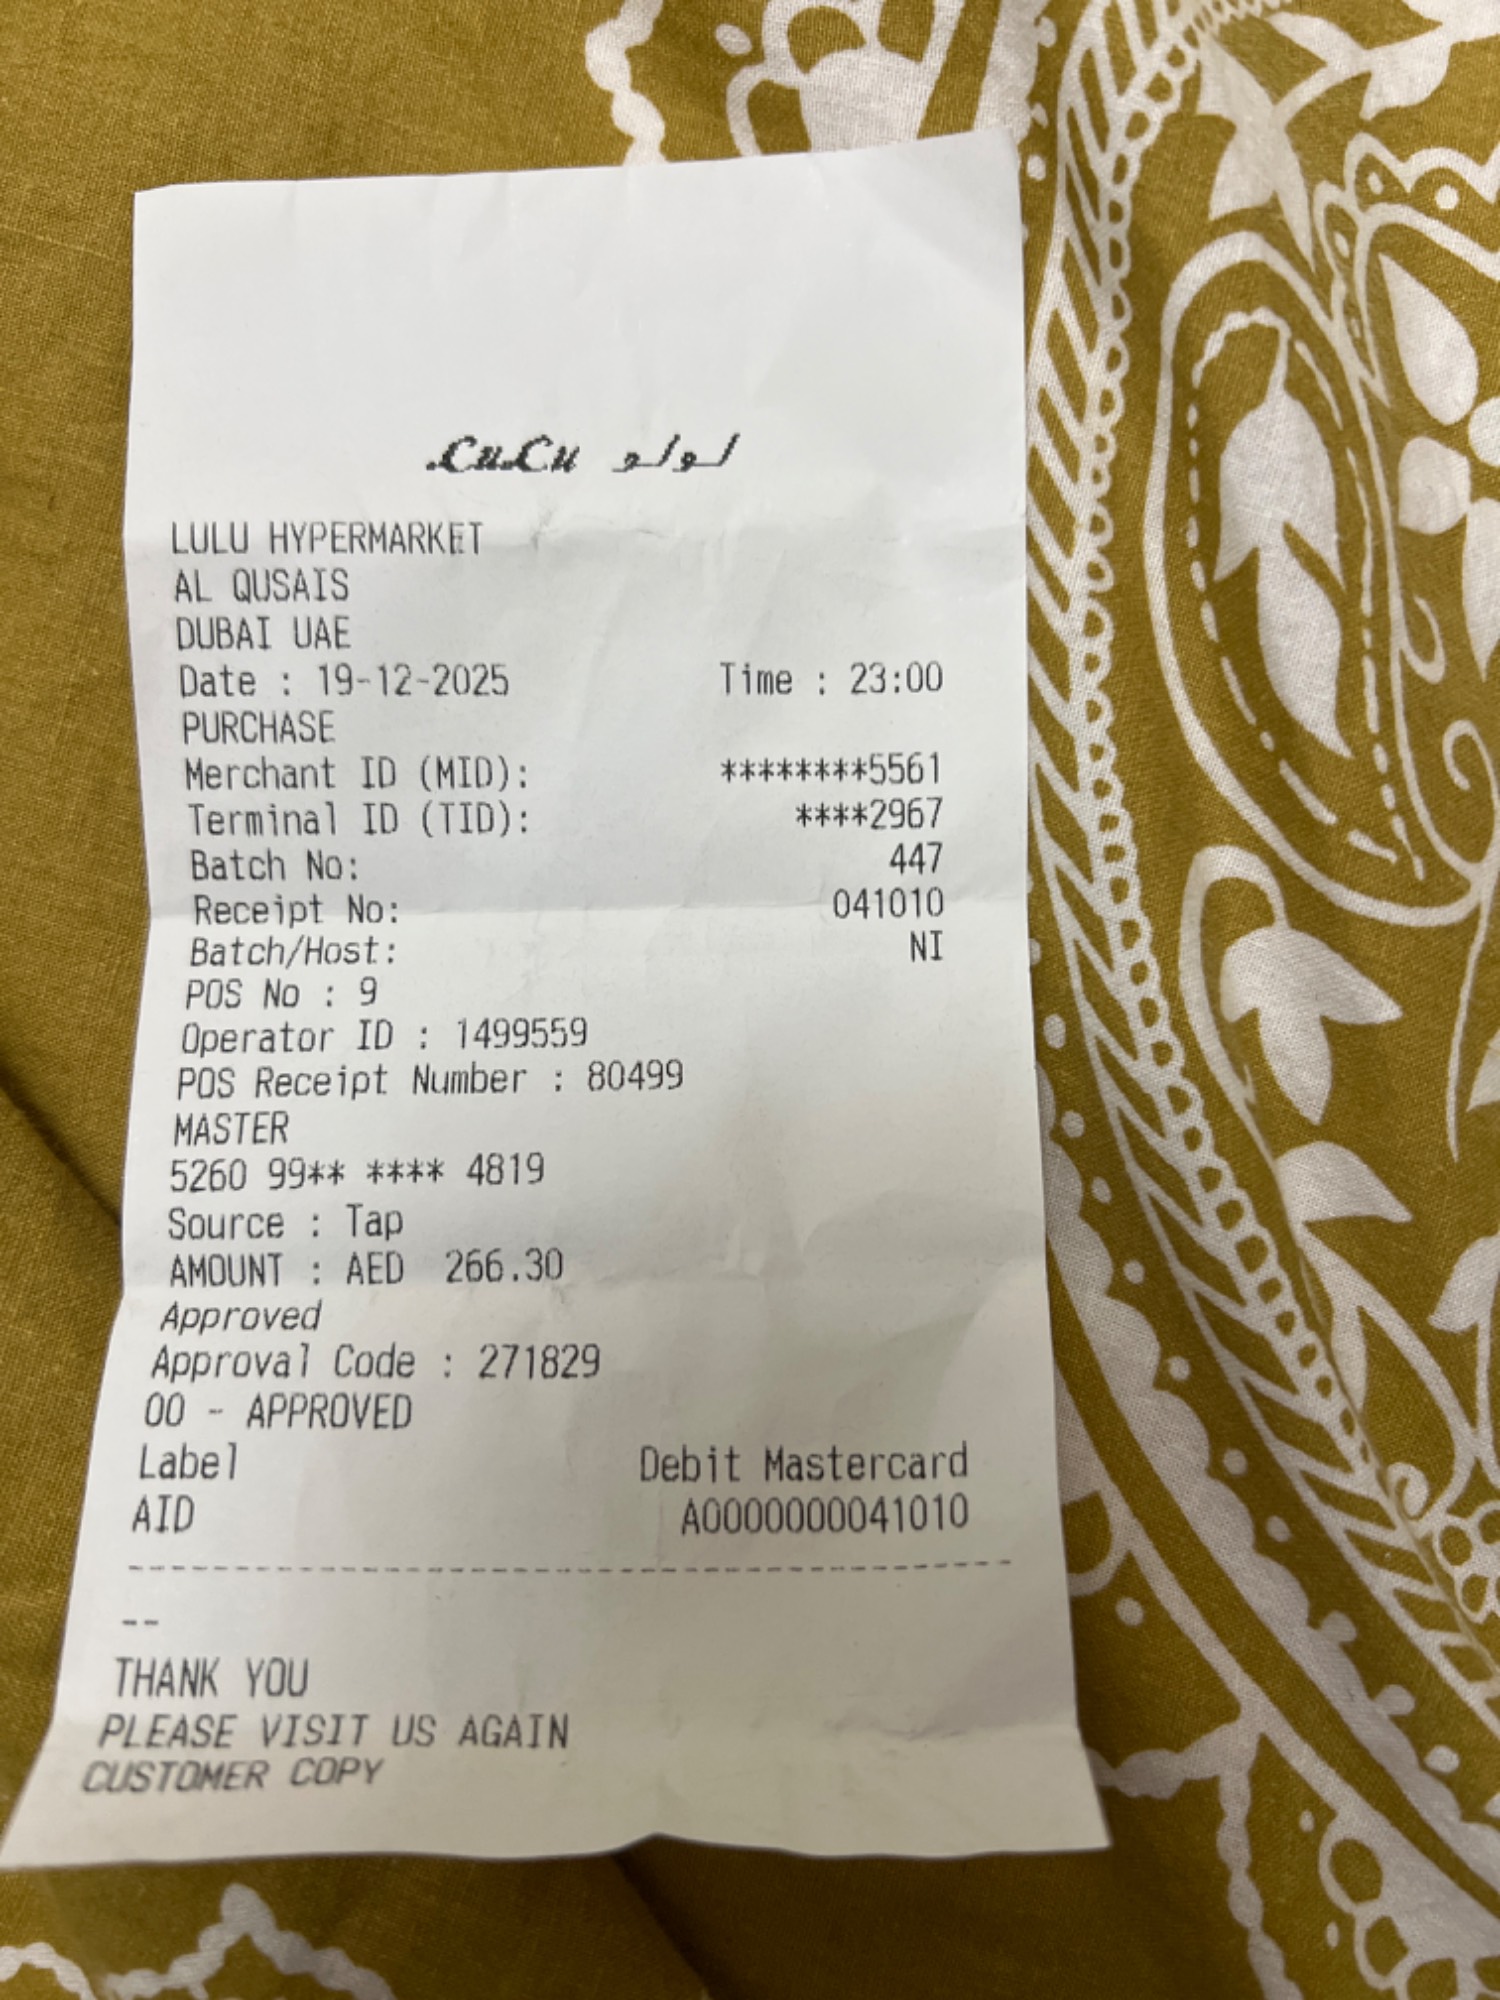 LuLu لولو
LULU HYPERMARKET
AL QUSAIS
DUBAI UAE
Date : 19-12-2025 Time : 23:00
PURCHASE
Merchant ID (MID): ********5561
Terminal ID (TID): ****2967
Batch No: 447
Receipt No: 041010
Batch/Host: NI
POS No : 9
Operator ID : 1499559
POS Receipt Number : 80499
MASTER
5260 99** **** 4819
Source : Tap
AMOUNT : AED 266.30
Approved
Approval Code : 271829
00 - APPROVED
Label Debit Mastercard
AID A0000000041010
--
THANK YOU
PLEASE VISIT US AGAIN
CUSTOMER COPY